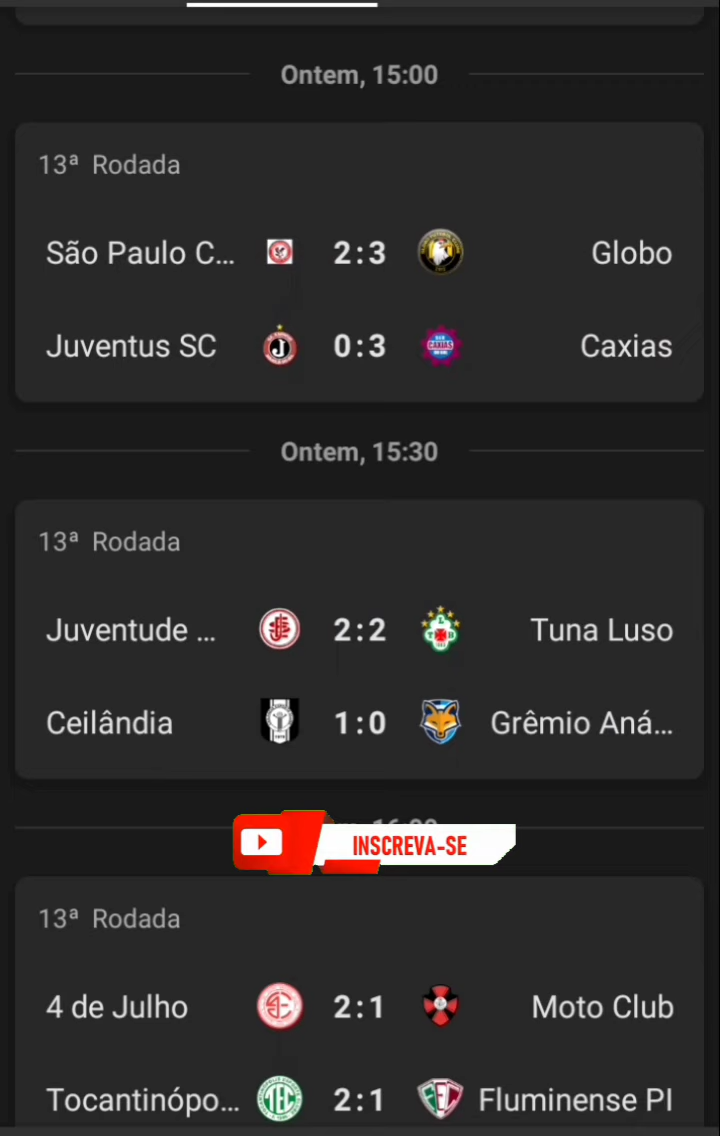 Ontem, 15:00
13ª Rodada
São Paulo C... 2:3 Globo
Juventus SC 0:3 Caxias
Ontem, 15:30
13ª Rodada
Juventude ... 2:2 Tuna Luso
Ceilândia 1:0 Grêmio Aná...
INSCREVA-SE
13ª Rodada
4 de Julho 2:1 Moto Club
Tocantinópo... 2:1 Fluminense PI